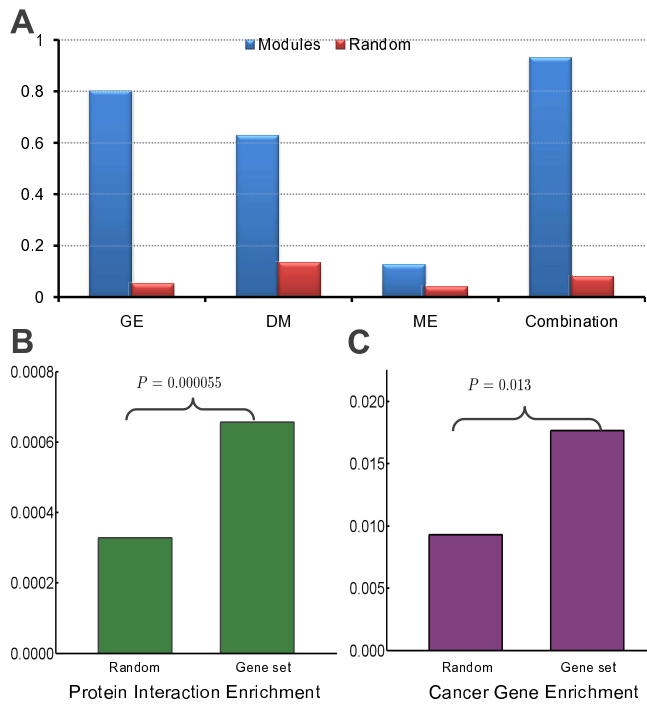 A
Modules Random
1
0.8
0.6
0.4
0.2
0
GE DM ME Combination
B
0.0008
0.0006
0.0004
0.0002
0.0000
P = 0.000055
Random Gene set
Protein Interaction Enrichment
C
0.020
0.015
0.010
0.005
0.000
P = 0.013
Random Gene set
Cancer Gene Enrichment